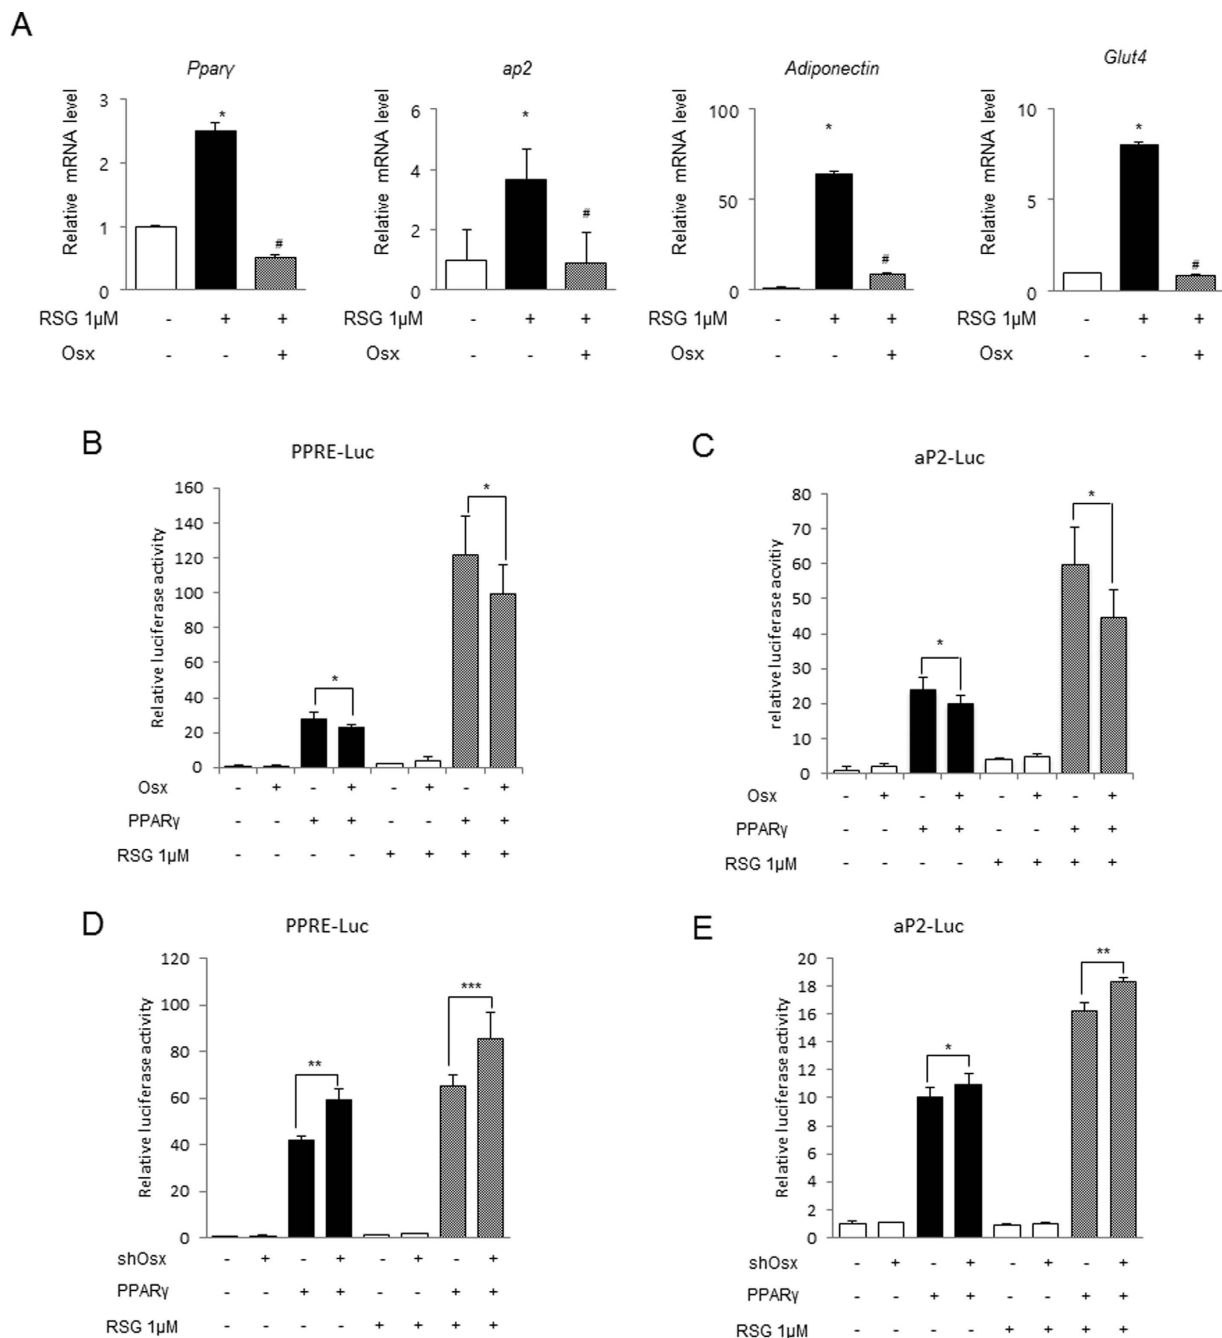 A
Pparγ ap2 Adiponectin Glut4
Relative mRNA level
3
2
1
0
*
#
Relative mRNA level
6
4
2
0
*
#
Relative mRNA level
100
50
0
*
#
Relative mRNA level
10
5
0
*
#
RSG 1μM - + + RSG 1μM - + + RSG 1μM - + + RSG 1μM - + +
Osx - - + Osx - - + Osx - - + Osx - - +
B
PPRE-Luc
Relative luciferase activity
160
140
120
100
80
60
40
20
0
*
*
Osx - + - + - + - +
PPARγ - - + + - - + +
RSG 1μM - - - - + + + +
C
aP2-Luc
relative luciferase acvitiy
80
70
60
50
40
30
20
10
0
*
*
Osx - + - + - + - +
PPARγ - - + + - - + +
RSG 1μM - - - - + + + +
D
PPRE-Luc
Relative luciferase activity
120
100
80
60
40
20
0
**
***
shOsx - + - + - + - +
PPARγ - - + + - - + +
RSG 1μM - - - - + + + +
E
aP2-Luc
Relative luciferase activity
20
18
16
14
12
10
8
6
4
2
0
*
**
shOsx - + - + - + - +
PPARγ - - + + - - + +
RSG 1μM - - - - + + + +